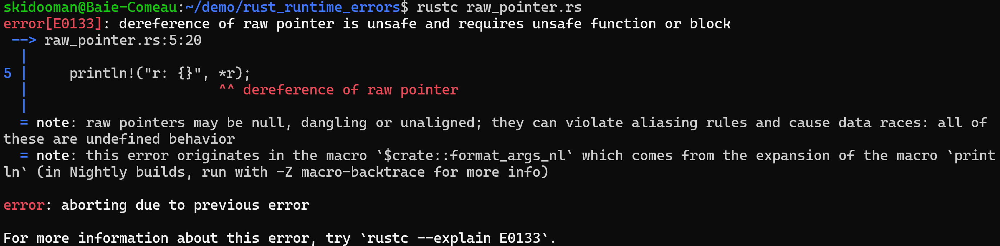 skidooman@Baie-Comeau:~/demo/rust_runtime_errors$ rustc raw_pointer.rs
error[E0133]: dereference of raw pointer is unsafe and requires unsafe function or block
 --> raw_pointer.rs:5:20
  |
5 |     println!("r: {}", *r);
  |                       ^^ dereference of raw pointer
  |
  = note: raw pointers may be null, dangling or unaligned; they can violate aliasing rules and cause data races: all of
these are undefined behavior
  = note: this error originates in the macro `$crate::format_args_nl` which comes from the expansion of the macro `print
ln` (in Nightly builds, run with -Z macro-backtrace for more info)

error: aborting due to previous error

For more information about this error, try `rustc --explain E0133`.